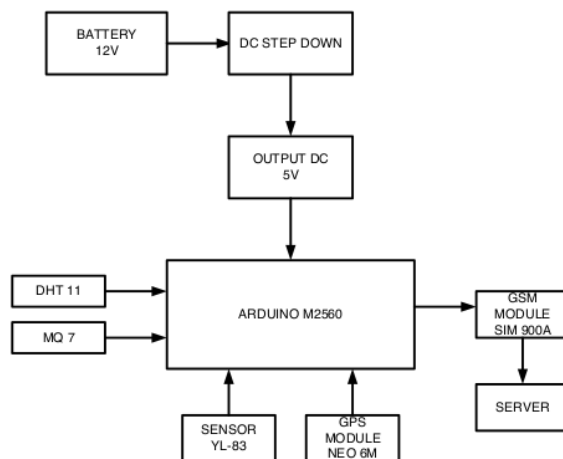 BATTERY
12V
DC STEP DOWN
OUTPUT DC
5V
DHT 11
MQ 7
ARDUINO M2560
GSM
MODULE
SIM 900A
SERVER
SENSOR
YL-83
GPS
MODULE
NEO 6M